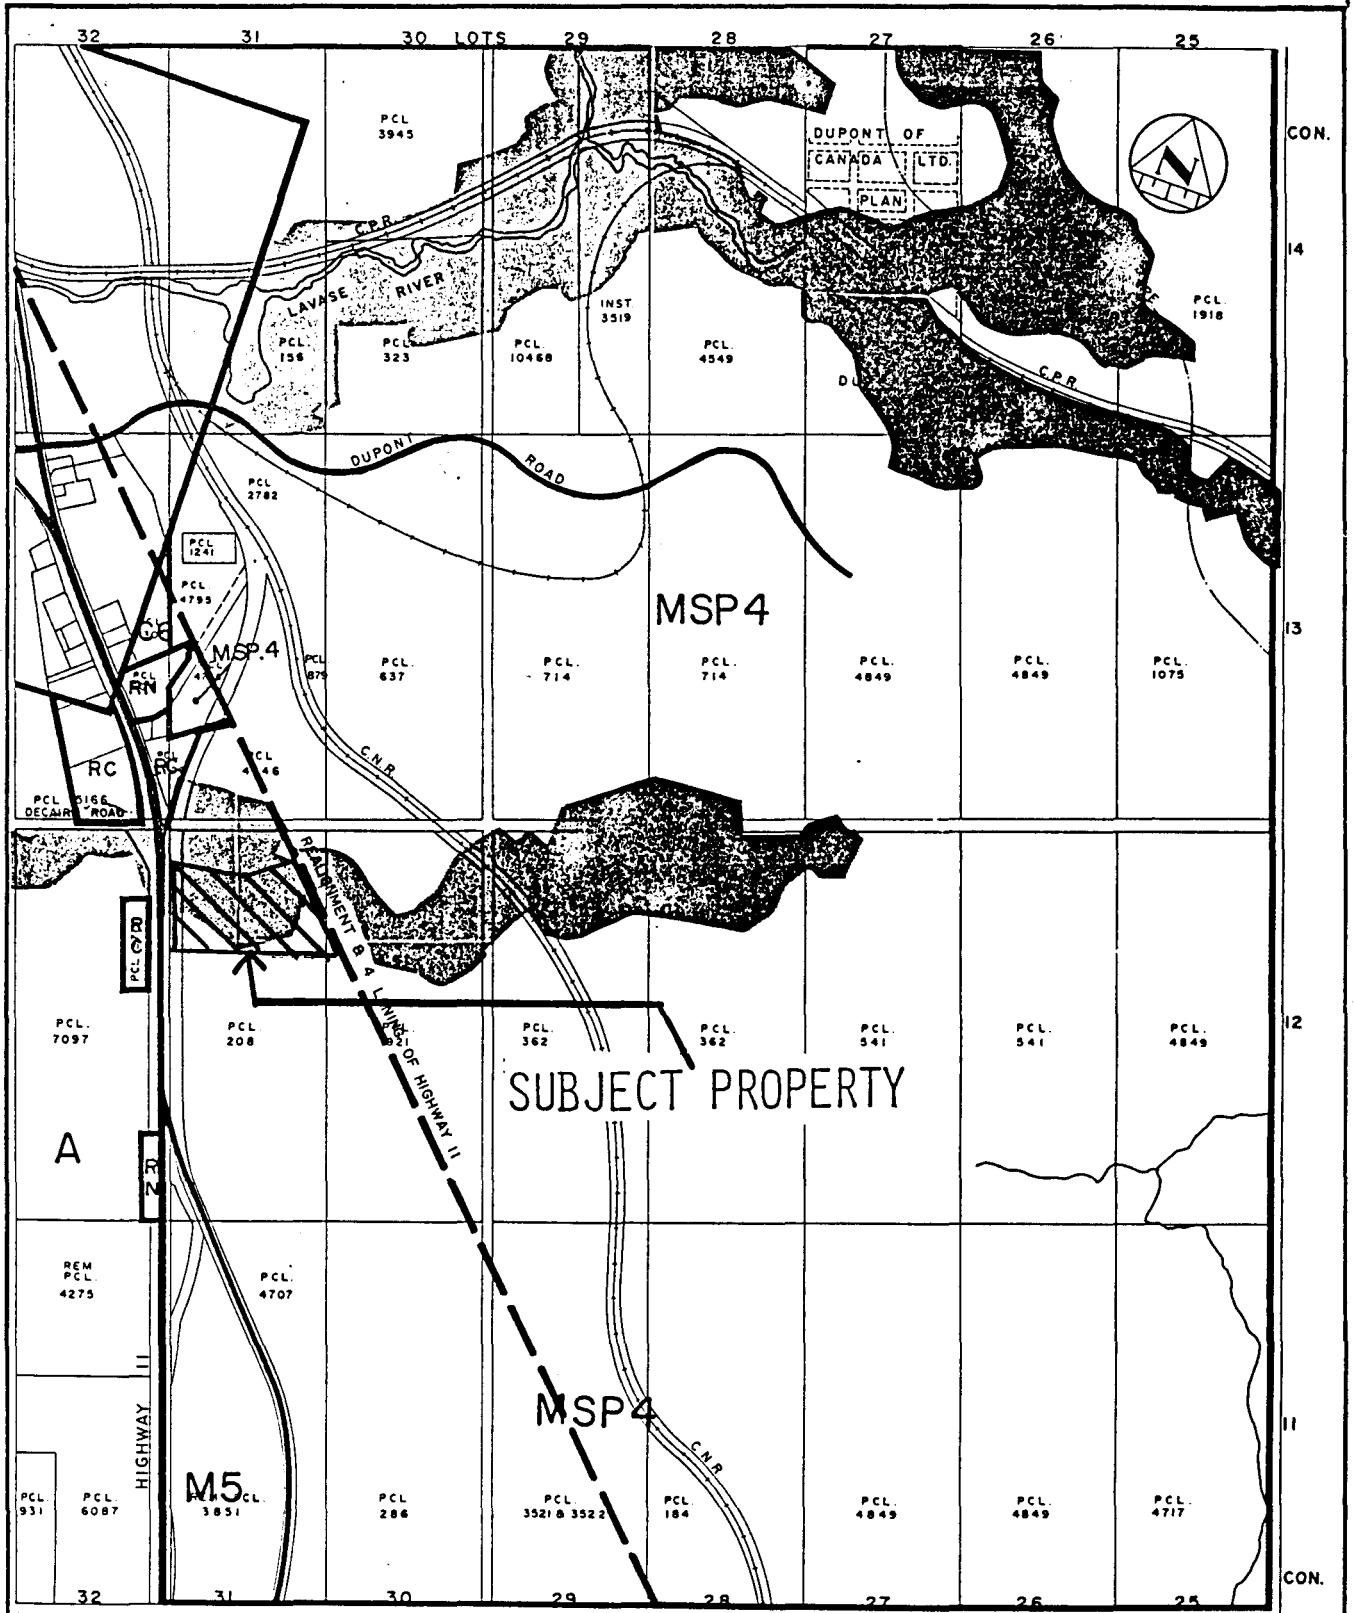 32 31 30 LOTS 29 28 27 26 25
CON.
PCL
3945
DUPONT OF
CANADA LTD.
PLAN
N
C.P.R.
14
LAVASE RIVER
INST.
3519
PCL.
1918
PCL.
156
PCL.
323
PCL.
10468
PCL.
4549
C.P.R.
DUPONT ROAD
PCL
2782
PCL
1241
PCL.
4795
MSP4
13
MSP.4
PCL
RN
PCL
879
PCL.
637
PCL.
714
PCL.
714
PCL.
4849
PCL.
4849
PCL.
1075
C.N.R.
RC
PCL 5166
DECAIRE ROAD
REALIGNMENT & 4 LINING OF HIGHWAY 11
PCL
PCL.
7097
PCL.
208
PCL.
362
PCL.
362
PCL.
541
PCL.
541
PCL.
4849
12
SUBJECT PROPERTY
A
RN
REM
PCL.
4275
PCL.
4707
HIGHWAY 11
MSP4
11
C.N.R
M5
PCL.
931
PCL.
6087
3851
PCL
286
PCL.
3521 & 3522
PCL.
184
PCL.
4849
PCL.
4849
PCL.
4717
CON.
32 31 30 29 28 27 26 25